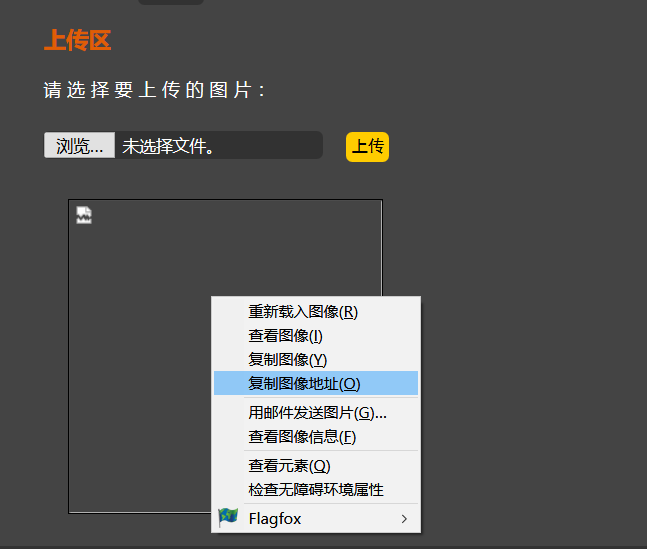 上传区
请选择要上传的图片：
浏览... 未选择文件。 上传
重新载入图像(R)
查看图像(I)
复制图像(Y)
复制图像地址(O)
用邮件发送图片(G)...
查看图像信息(F)
查看元素(Q)
检查无障碍环境属性
Flagfox